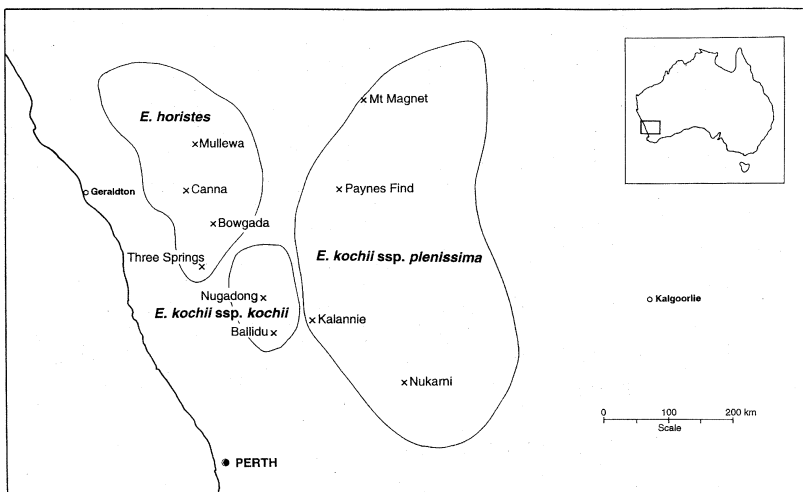 Mt Magnet
E. horistes
Mullewa
Geraldton
Canna
Paynes Find
Bowgada
Three Springs
E. kochii ssp. plenissima
Nugadong
E. kochii ssp. kochii
Kalgoorlie
Kalannie
Ballidu
Nukarni
0 100 200 km
Scale
PERTH